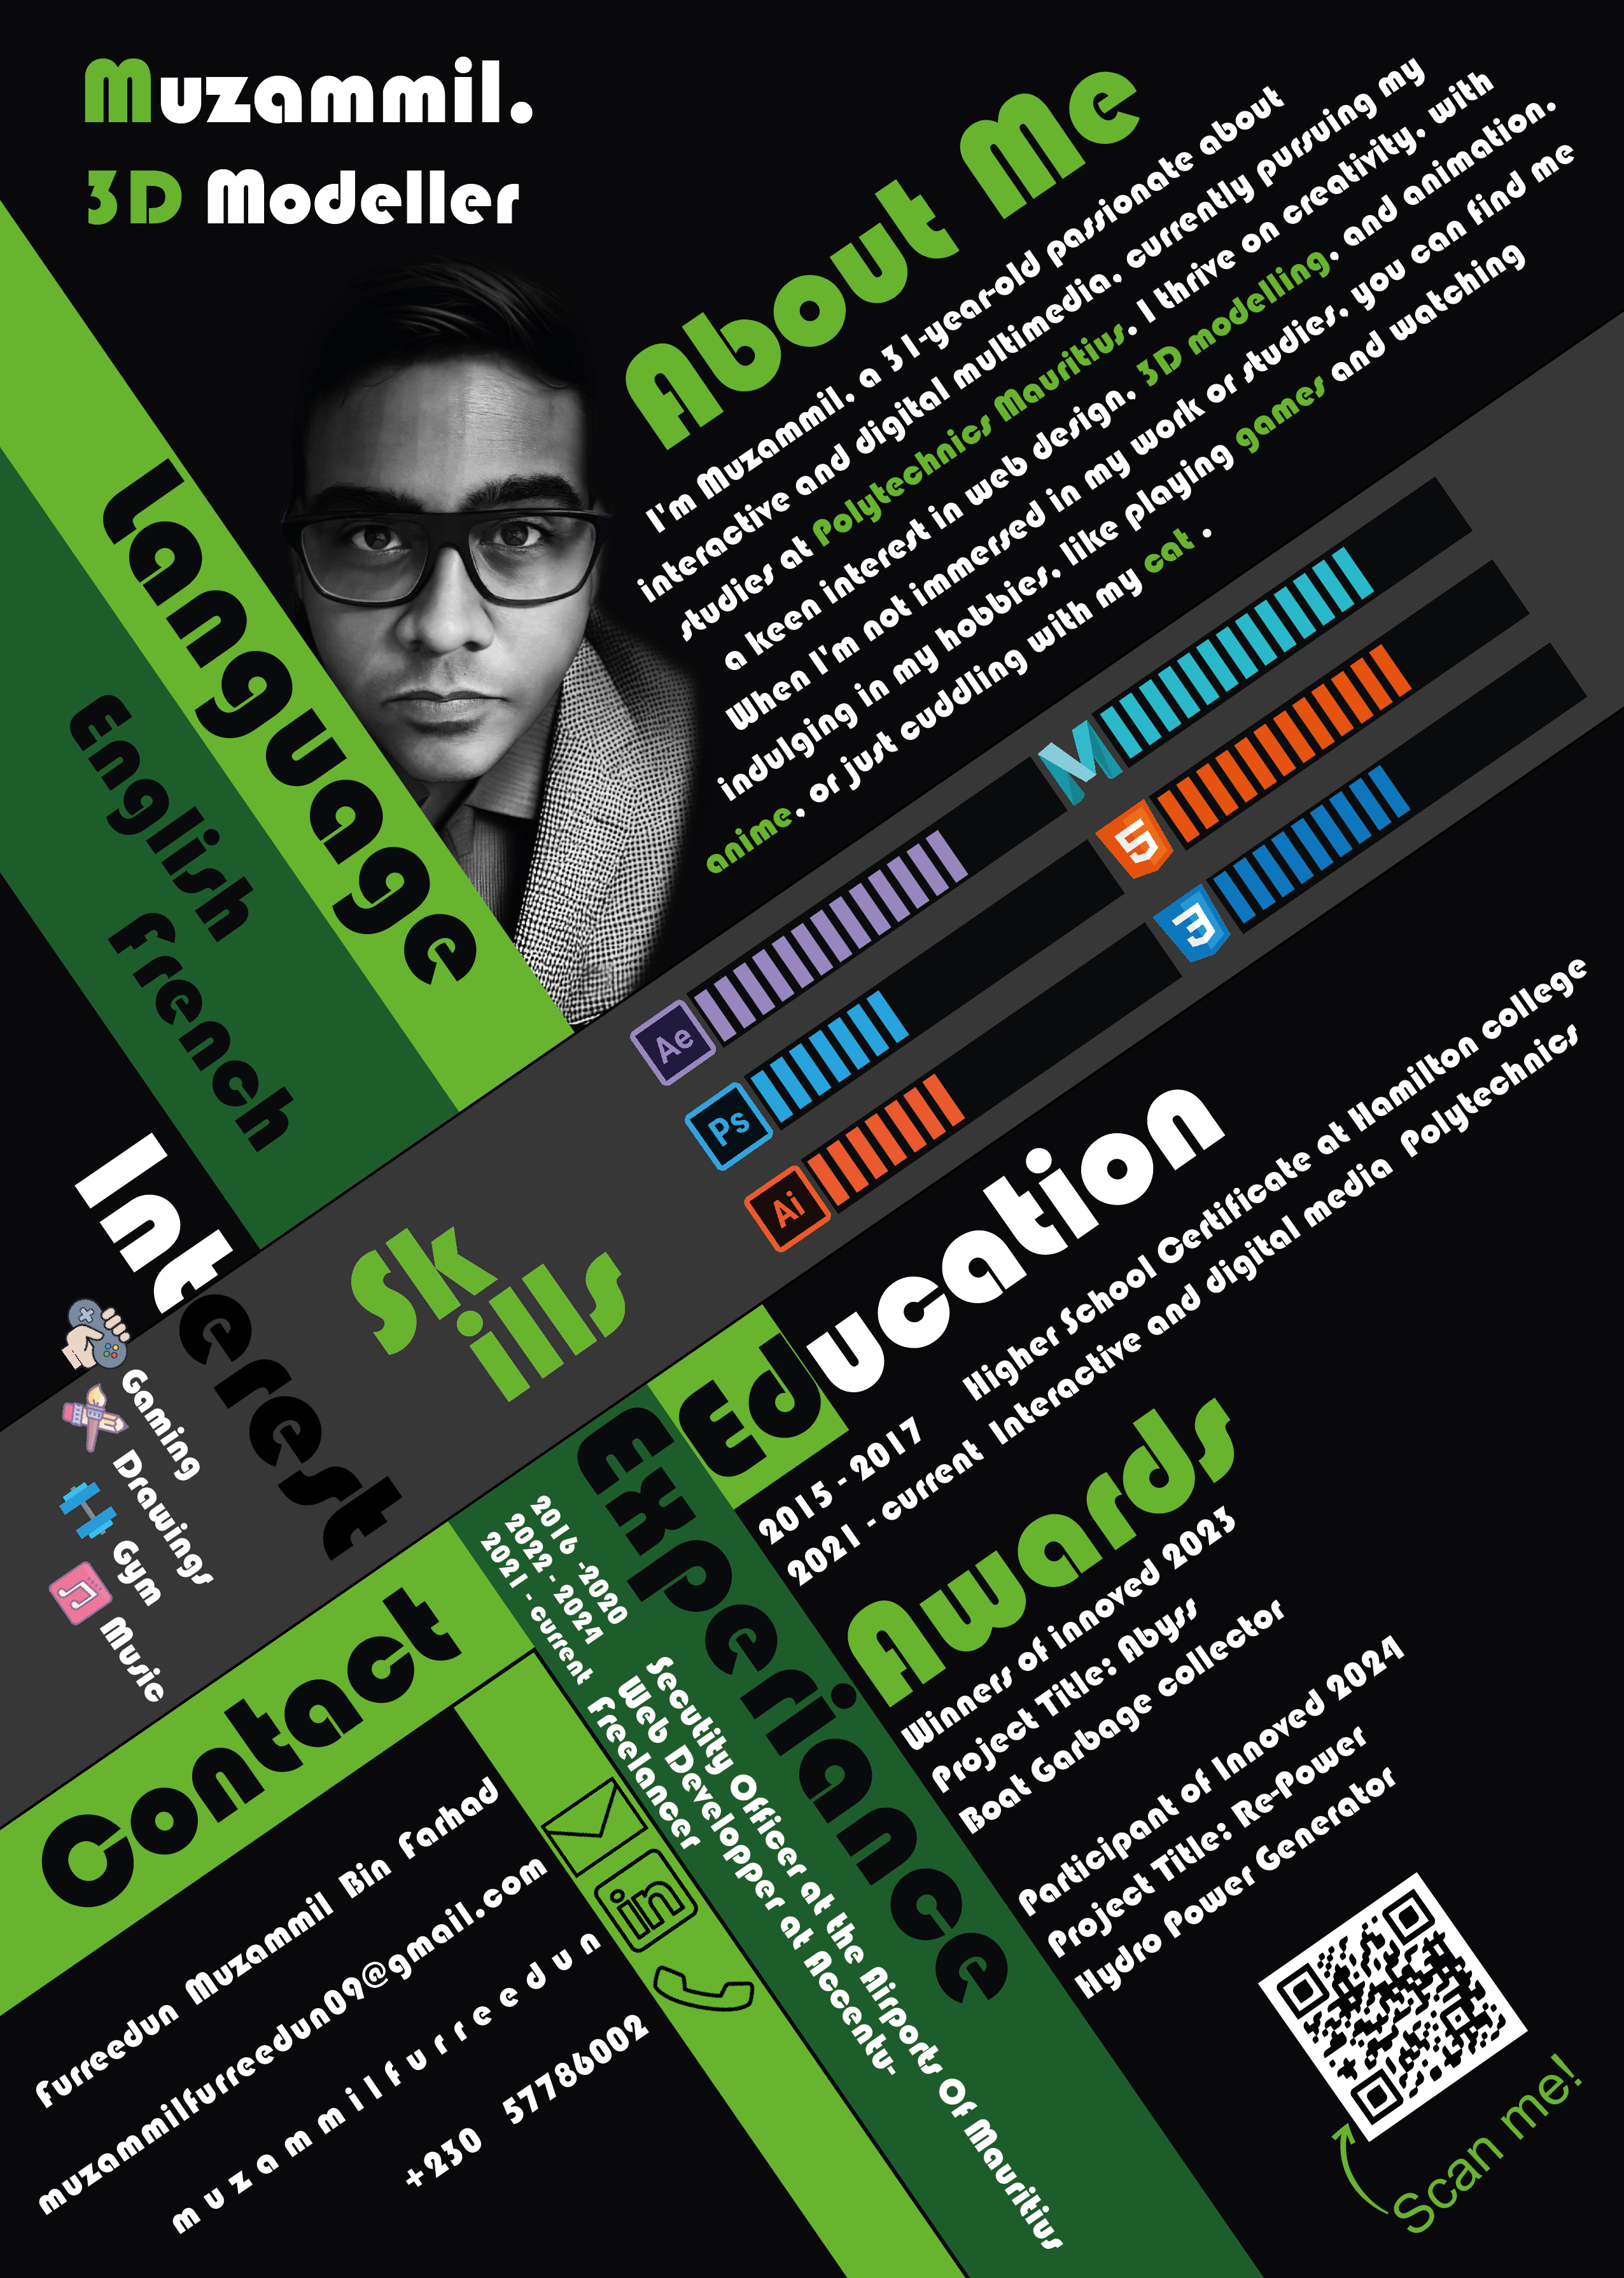 Muzammil.
3D Modeller
About Me
I'm Muzammil, a 31-year-old passionate about
interactive and digital multimedia, currently pursuing my
studies at Polytechnics Mauritius. I thrive on creativity, with
a keen interest in web design, 3D modelling, and animation.
When I'm not immersed in my work or studies, you can find me
indulging in my hobbies, like playing games and watching
anime, or just cuddling with my cat .
Language
English
French
Skills
Ae
Ps
Ai
M
5
3
Interest
Gaming
Drawings
Gym
Music
Education
2015 - 2017 Higher School Certificate at Hamilton college
2021 - current Interactive and digital media Polytechnics
Experiance
2016 -2020 Secutity Officer at the Airports Of Mauritius
2022 - 2024 Web Developper at Accentu-
2021 - current Freelancer
Awards
Winners of innoved 2023
Project Title: Abyss
Boat Garbage collector
Participant of Innoved 2024
Project Title: Re-Power
Hydro Power Generator
Contact
Furreedun Muzammil Bin Farhad
muzammilfurreedun09@gmail.com
in
muzammilfurreedun
+230 57786002
Scan me!